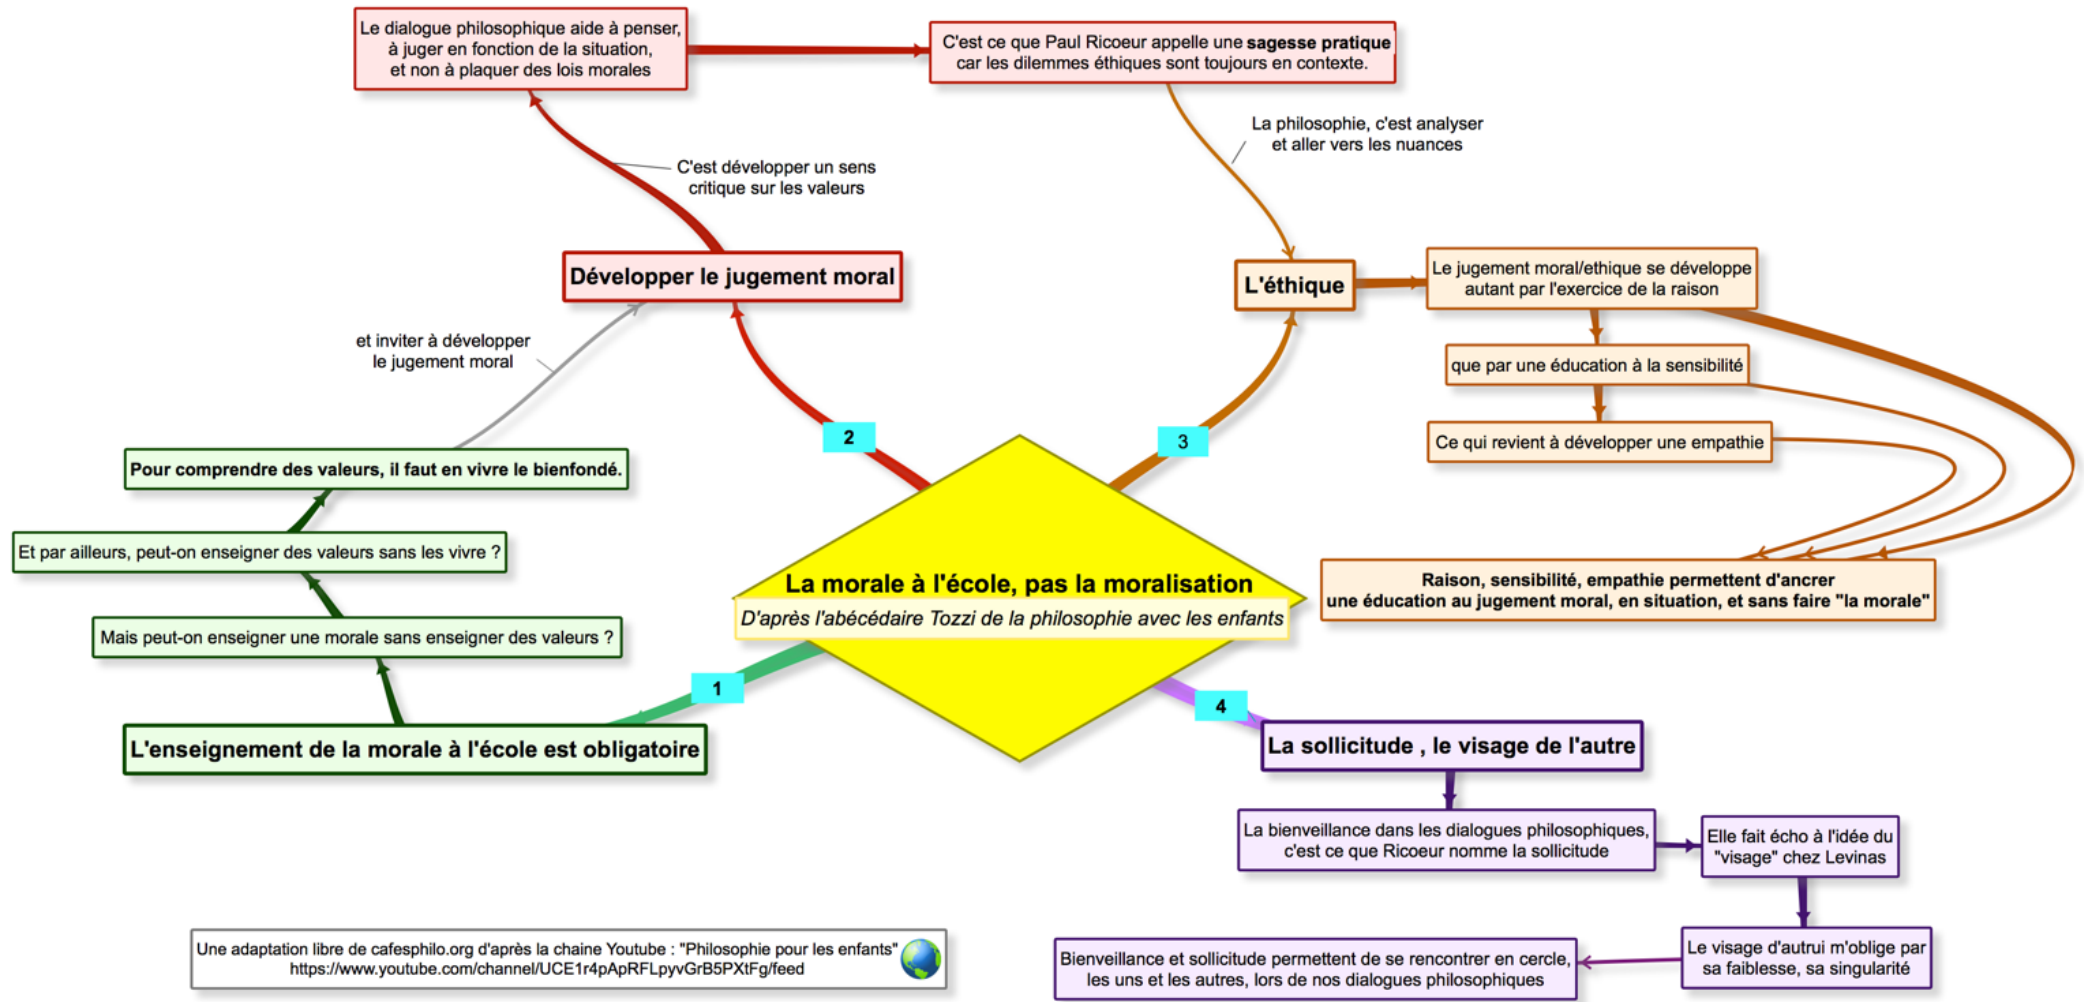 La morale à l'école, pas la moralisation
D'après l'abécédaire Tozzi de la philosophie avec les enfants
1
L'enseignement de la morale à l'école est obligatoire
Mais peut-on enseigner une morale sans enseigner des valeurs ?
Et par ailleurs, peut-on enseigner des valeurs sans les vivre ?
Pour comprendre des valeurs, il faut en vivre le bienfondé.
et inviter à développer
le jugement moral
2
Développer le jugement moral
C'est développer un sens
critique sur les valeurs
Le dialogue philosophique aide à penser,
à juger en fonction de la situation,
et non à plaquer des lois morales
C'est ce que Paul Ricoeur appelle une sagesse pratique
car les dilemmes éthiques sont toujours en contexte.
La philosophie, c'est analyser
et aller vers les nuances
3
L'éthique
Le jugement moral/ethique se développe
autant par l'exercice de la raison
que par une éducation à la sensibilité
Ce qui revient à développer une empathie
Raison, sensibilité, empathie permettent d'ancrer
une éducation au jugement moral, en situation, et sans faire "la morale"
4
La sollicitude , le visage de l'autre
La bienveillance dans les dialogues philosophiques,
c'est ce que Ricoeur nomme la sollicitude
Elle fait écho à l'idée du
"visage" chez Levinas
Le visage d'autrui m'oblige par
sa faiblesse, sa singularité
Bienveillance et sollicitude permettent de se rencontrer en cercle,
les uns et les autres, lors de nos dialogues philosophiques
Une adaptation libre de cafesphilo.org d'après la chaine Youtube : "Philosophie pour les enfants"
https://www.youtube.com/channel/UCE1r4pApRFLpyvGrB5PXtFg/feed